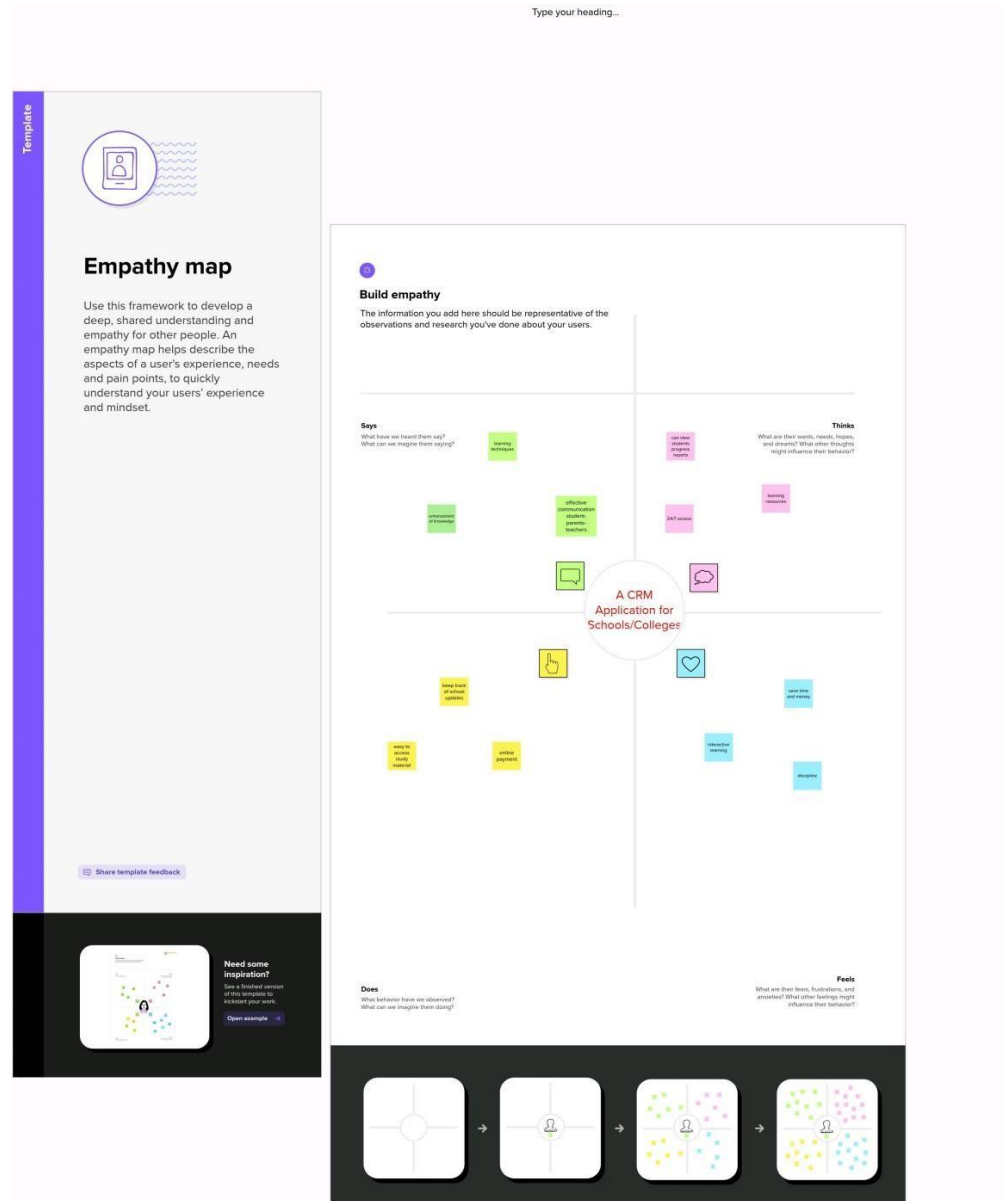 Type your heading...
Template
Empathy map
Use this framework to develop a
deep, shared understanding and
empathy for other people. An
empathy map helps describe the
aspects of a user's experience, needs
and pain points, to quickly
understand your users' experience
and mindset.
Share template feedback
Need some
inspiration?
See a finished version
of this template to
kickstart your work.
Open example
Build empathy
The information you add here should be representative of the
observations and research you've done about your users.
Says
What have we heard them say?
What can we imagine them saying?
learning
techniques
enhancement
of knowledge
effective
communication
student-
parents-
teachers.
Thinks
What are their wants, needs, hopes,
and dreams? What other thoughts
might influence their behavior?
can view
students
progress
reports
learning
resources
24/7 access
A CRM
Application for
Schools/Colleges
keep track
of school
updates
easy to
access
study
material
online
payment
save time
and money
interactive
learning
discipline
Does
What behavior have we observed?
What can we imagine them doing?
Feels
What are their fears, frustrations, and
anxieties? What other feelings might
influence their behavior?